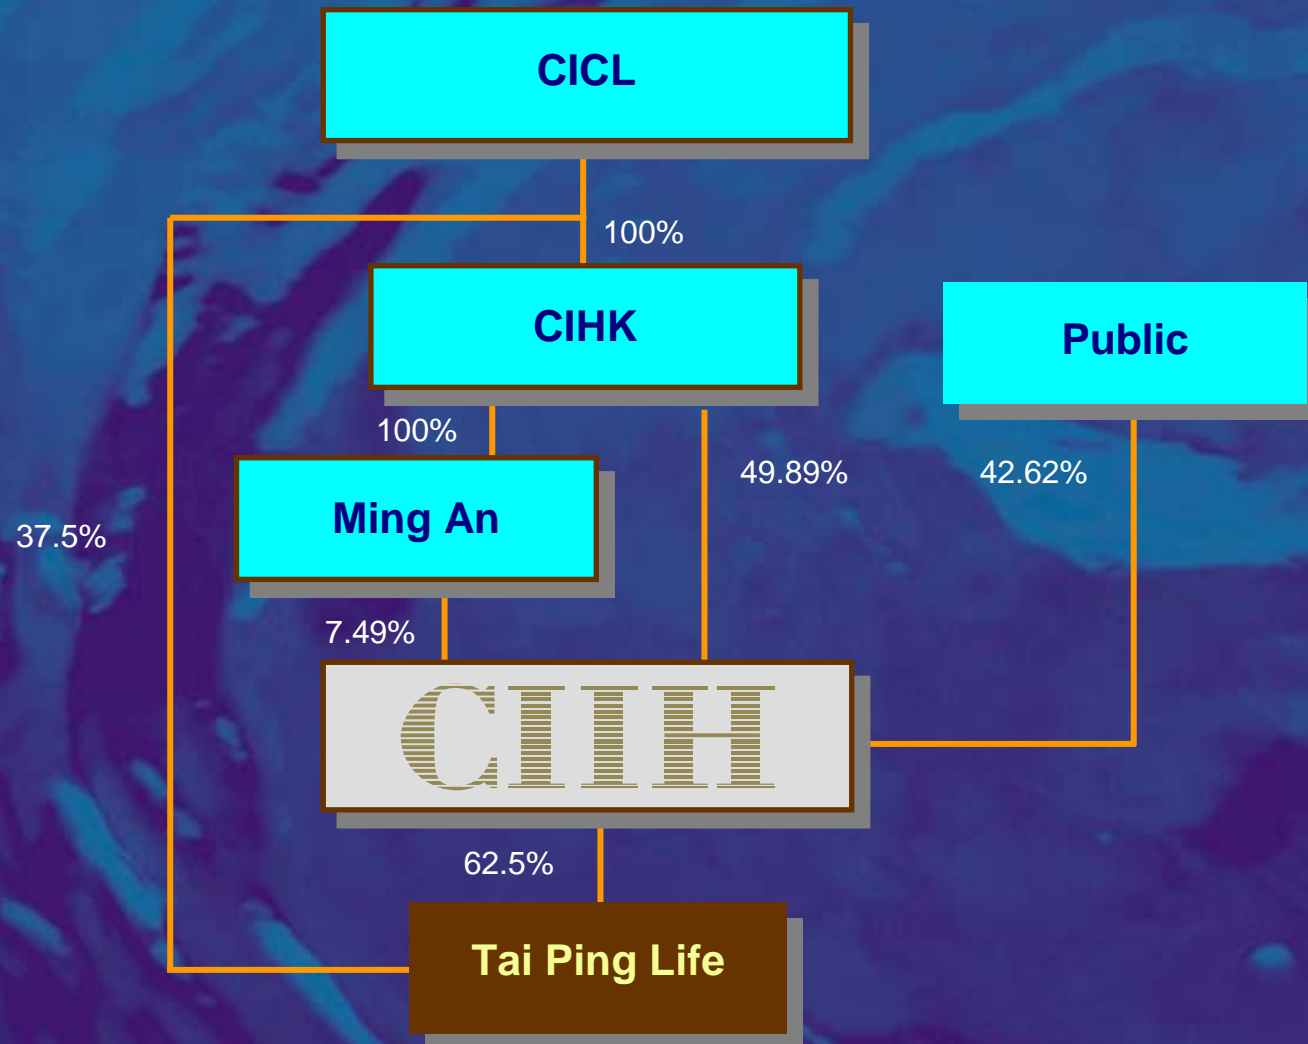 CICL
100%
CIHK
Public
100%
49.89%
42.62%
Ming An
37.5%
7.49%
CIIH
62.5%
Tai Ping Life